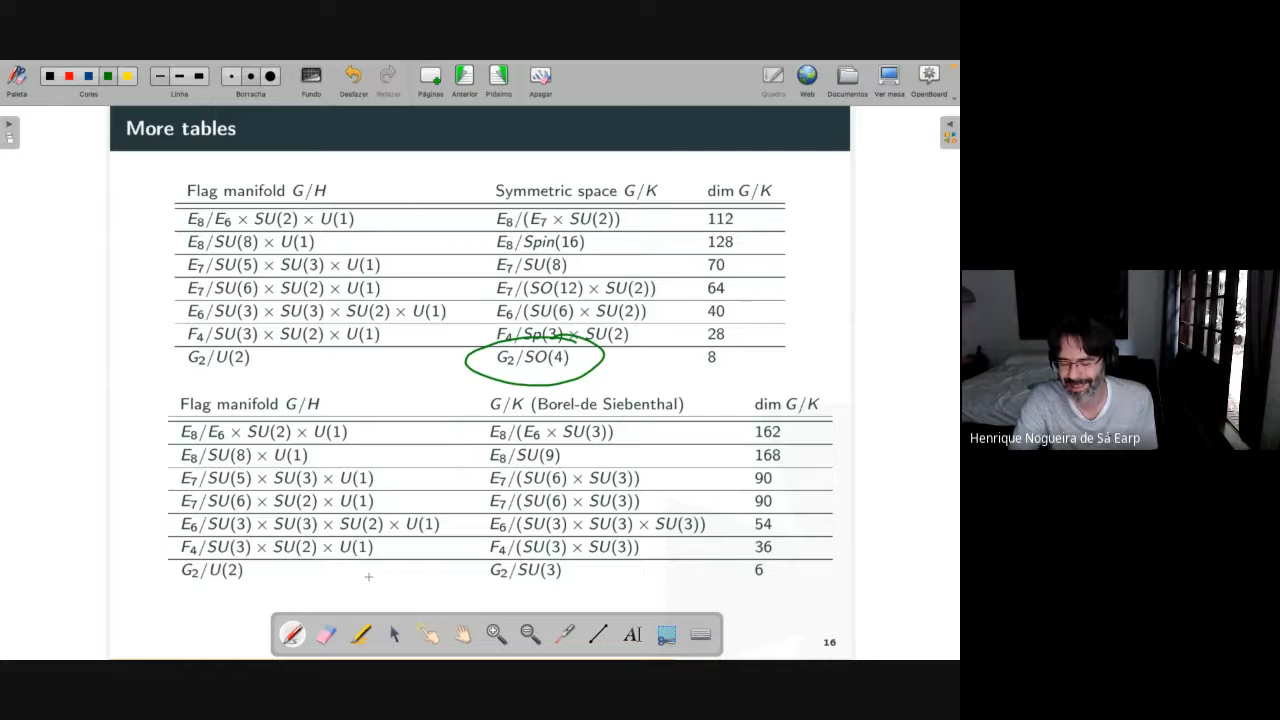 Paleta Cores Linha Borracha Fundo Desfazer Refazer Páginas Anterior Próximo Apagar Quadro Web Documentos Ver mesa OpenBoard
More tables
Flag manifold G/H Symmetric space G/K dim G/K
E₈/E₆ × SU(2) × U(1) E₈/(E₇ × SU(2)) 112
E₈/SU(8) × U(1) E₈/Spin(16) 128
E₇/SU(5) × SU(3) × U(1) E₇/SU(8) 70
E₇/SU(6) × SU(2) × U(1) E₇/(SO(12) × SU(2)) 64
E₆/SU(3) × SU(3) × SU(2) × U(1) E₆/(SU(6) × SU(2)) 40
F₄/SU(3) × SU(2) × U(1) F₄/Sp(3) × SU(2) 28
G₂/U(2) G₂/SO(4) 8
Flag manifold G/H G/K (Borel-de Siebenthal) dim G/K
E₈/E₆ × SU(2) × U(1) E₈/(E₆ × SU(3)) 162
E₈/SU(8) × U(1) E₈/SU(9) 168
E₇/SU(5) × SU(3) × U(1) E₇/(SU(6) × SU(3)) 90
E₇/SU(6) × SU(2) × U(1) E₇/(SU(6) × SU(3)) 90
E₆/SU(3) × SU(3) × SU(2) × U(1) E₆/(SU(3) × SU(3) × SU(3)) 54
F₄/SU(3) × SU(2) × U(1) F₄/(SU(3) × SU(3)) 36
G₂/U(2) G₂/SU(3) 6
16
Henrique Nogueira de Sá Earp